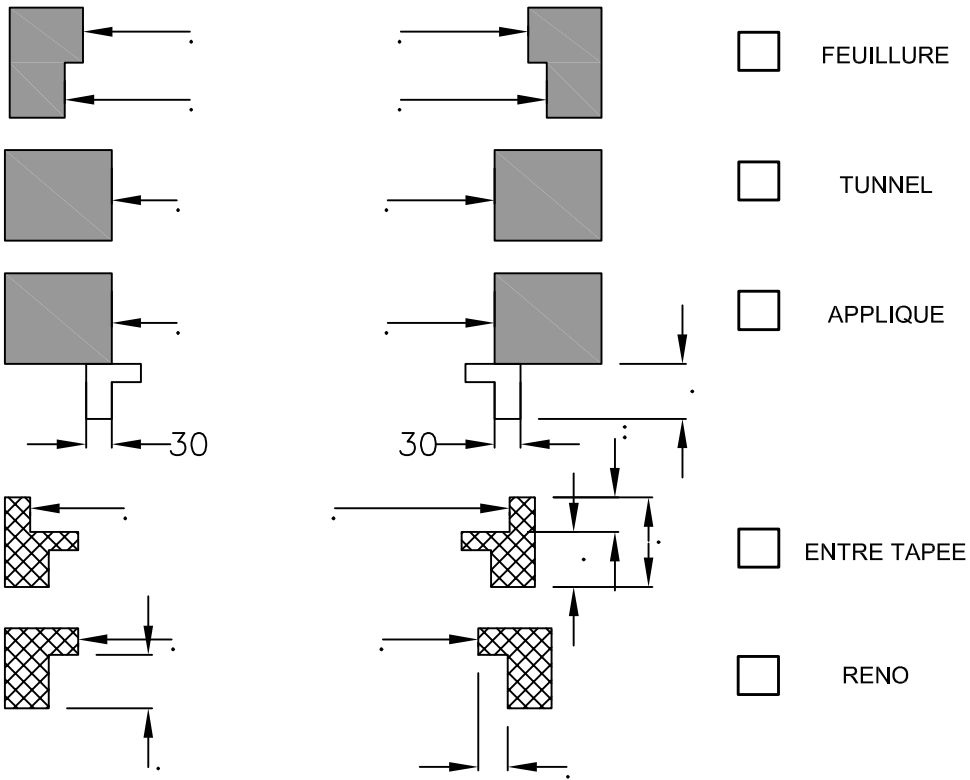 FEUILLURE
TUNNEL
APPLIQUE
30 30
ENTRE TAPEE
RENO